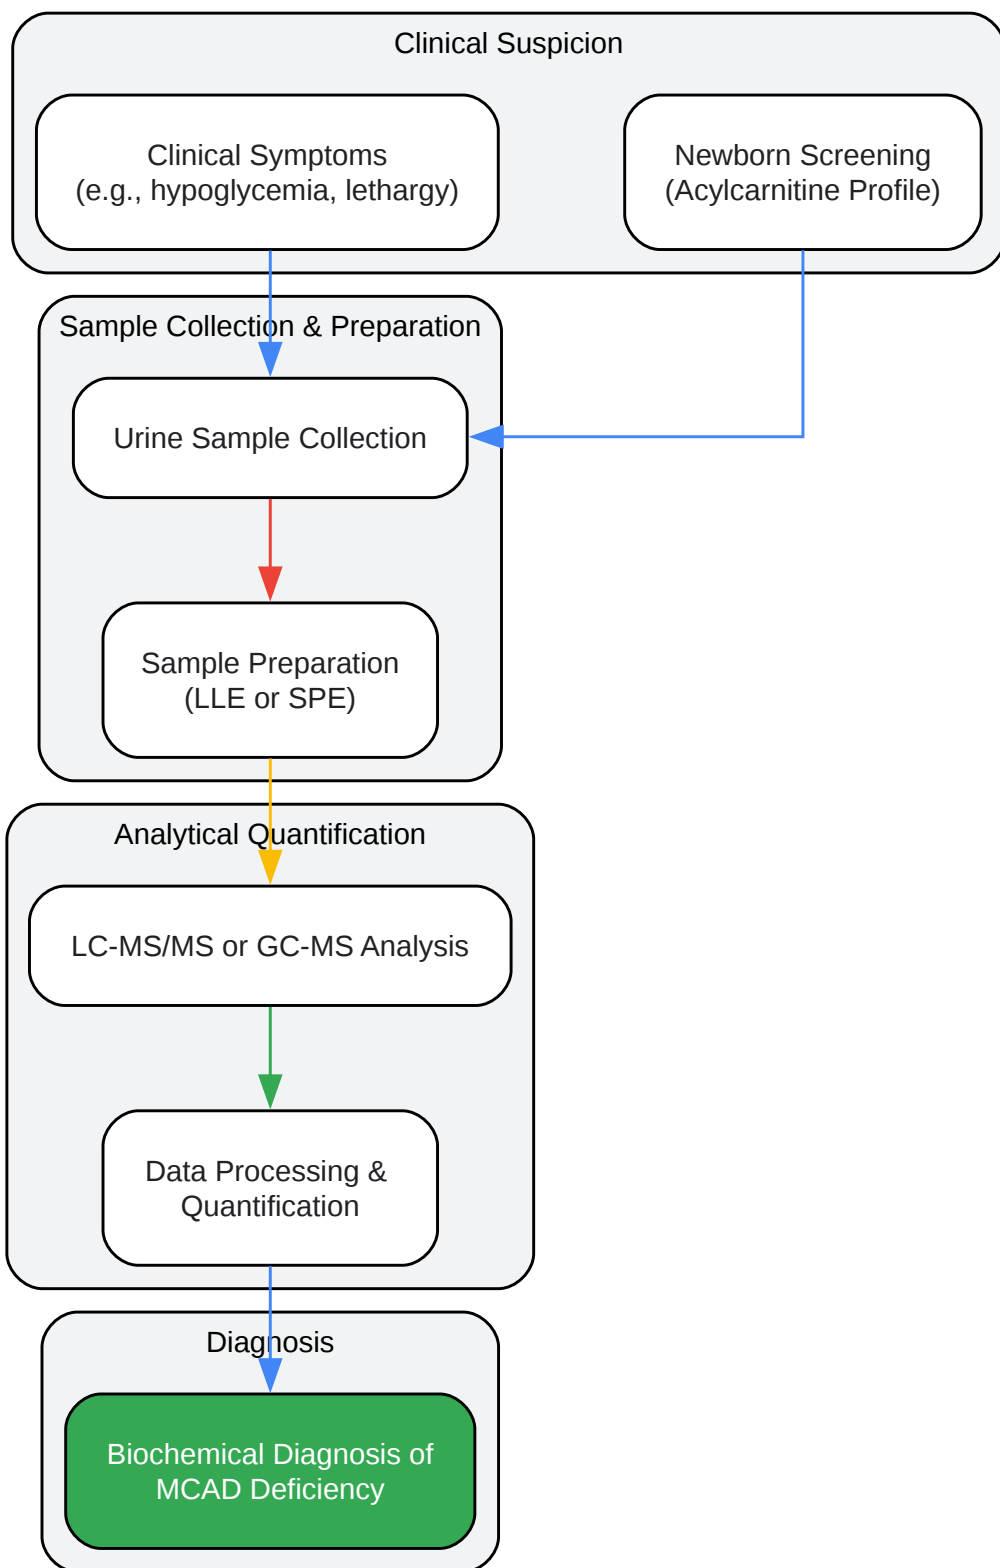 Clinical Suspicion
Clinical Symptoms
(e.g., hypoglycemia, lethargy)
Newborn Screening
(Acylcarnitine Profile)
Sample Collection & Preparation
Urine Sample Collection
Sample Preparation
(LLE or SPE)
Analytical Quantification
LC-MS/MS or GC-MS Analysis
Data Processing &
Quantification
Diagnosis
Biochemical Diagnosis of
MCAD Deficiency